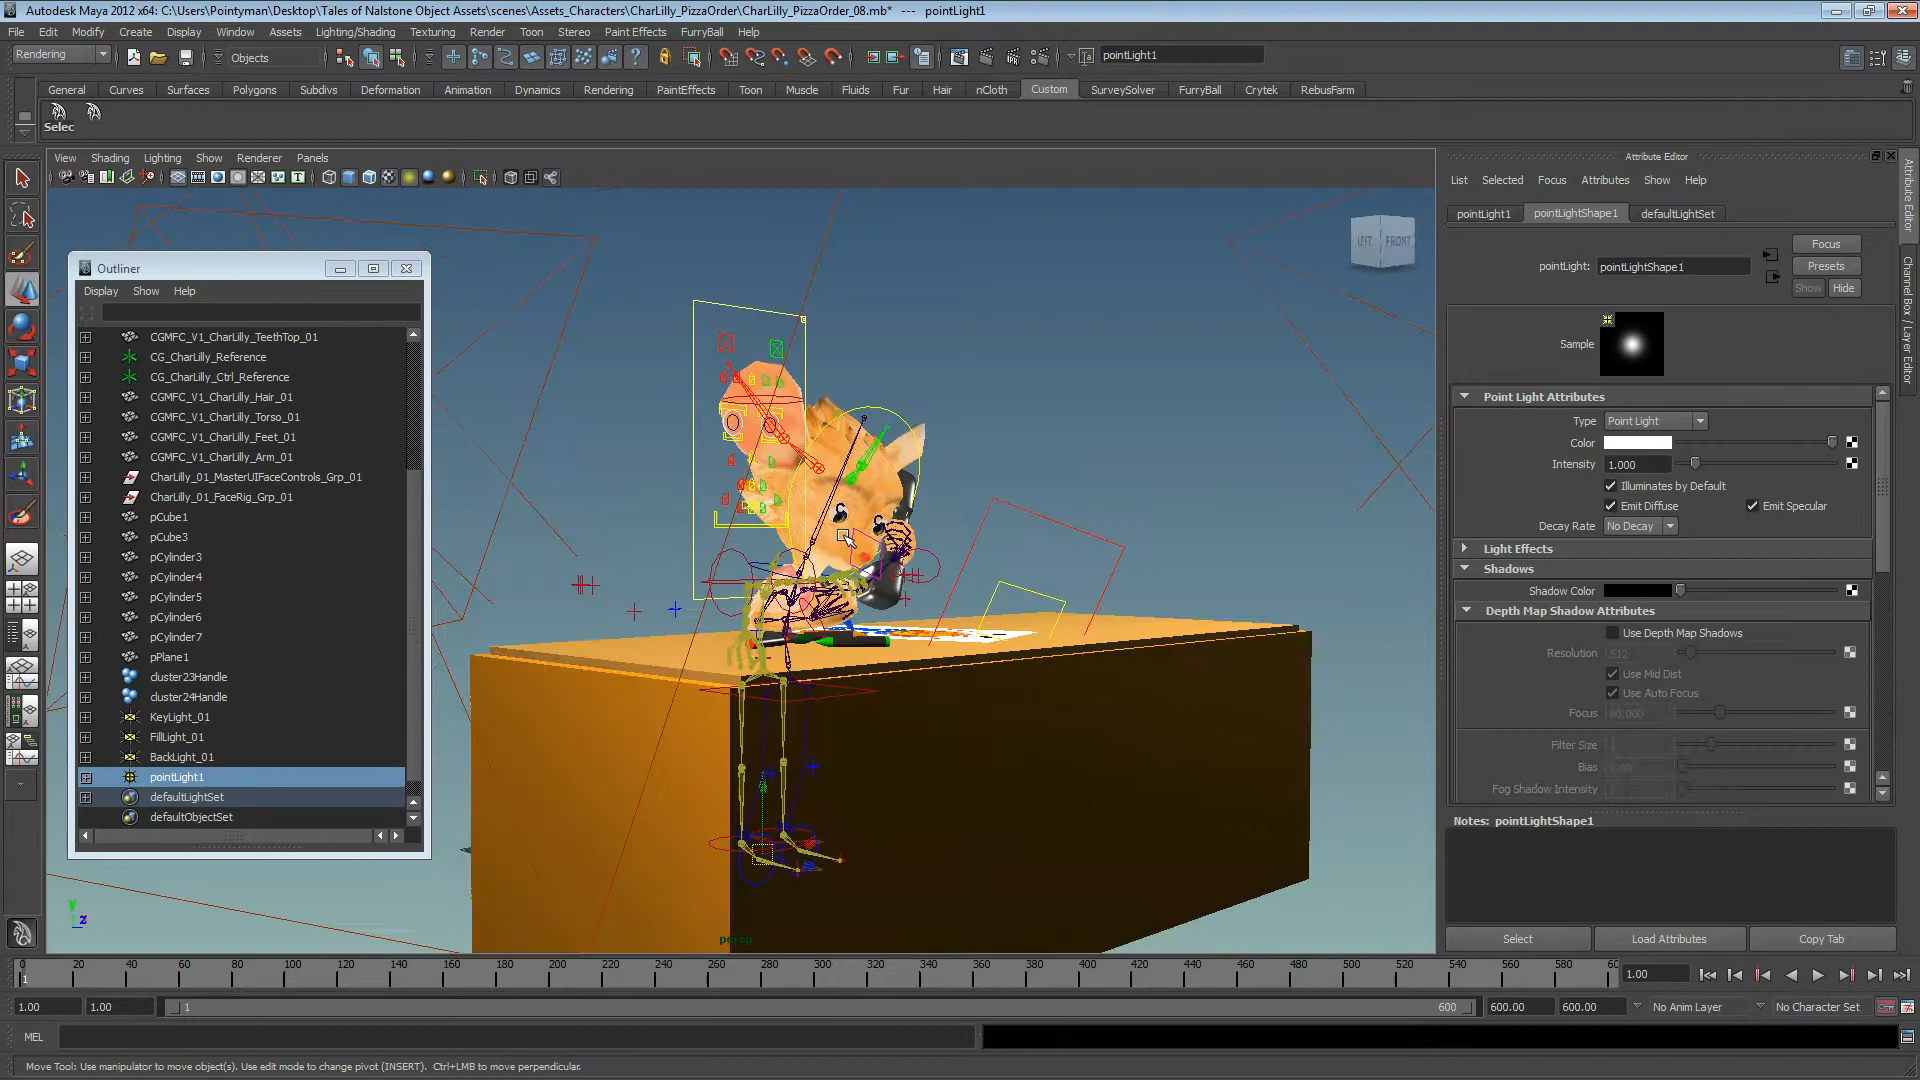 Autodesk Maya 2012 x64: C:\Users\Pointyman\Desktop\Tales of Nalstone Object Assets\scenes\Assets_Characters\CharLilly_PizzaOrder\CharLilly_PizzaOrder_08.mb* --- pointLight1
File Edit Modify Create Display Window Assets Lighting/Shading Texturing Render Toon Stereo Paint Effects FurryBall Help
Rendering Objects pointLight1
General Curves Surfaces Polygons Subdivs Deformation Animation Dynamics Rendering PaintEffects Toon Muscle Fluids Fur Hair nCloth Custom SurveySolver FurryBall Crytek RebusFarm
Selec
View Shading Lighting Show Renderer Panels
LEFT FRONT
Outliner
Display Show Help
CGMFC_V1_CharLilly_TeethTop_01
CG_CharLilly_Reference
CG_CharLilly_Ctrl_Reference
CGMFC_V1_CharLilly_Hair_01
CGMFC_V1_CharLilly_Torso_01
CGMFC_V1_CharLilly_Feet_01
CGMFC_V1_CharLilly_Arm_01
CharLilly_01_MasterUIFaceControls_Grp_01
CharLilly_01_FaceRig_Grp_01
pCube1
pCube3
pCylinder3
pCylinder4
pCylinder5
pCylinder6
pCylinder7
pPlane1
cluster23Handle
cluster24Handle
KeyLight_01
FillLight_01
BackLight_01
pointLight1
defaultLightSet
defaultObjectSet
y
z
persp
Attribute Editor
List Selected Focus Attributes Show Help
pointLight1 pointLightShape1 defaultLightSet
Focus
pointLight: pointLightShape1 Presets
Show Hide
Sample
Point Light Attributes
Type Point Light
Color
Intensity 1.000
Illuminates by Default
Emit Diffuse Emit Specular
Decay Rate No Decay
Light Effects
Shadows
Shadow Color
Depth Map Shadow Attributes
Use Depth Map Shadows
Resolution 512
Use Mid Dist
Use Auto Focus
Focus
Filter Size
Bias
Fog Shadow Intensity
Notes: pointLightShape1
Select Load Attributes Copy Tab
Attribute Editor
Channel Box / Layer Editor
20 40 60 80 100 120 140 160 180 200 220 240 260 280 300 320 340 360 380 400 420 440 460 480 500 520 540 560 580 60
1 1.00
1.00 1.00 1 600 600.00 600.00 No Anim Layer No Character Set
MEL
Move Tool: Use manipulator to move object(s). Use edit mode to change pivot (INSERT). Ctrl+LMB to move perpendicular.